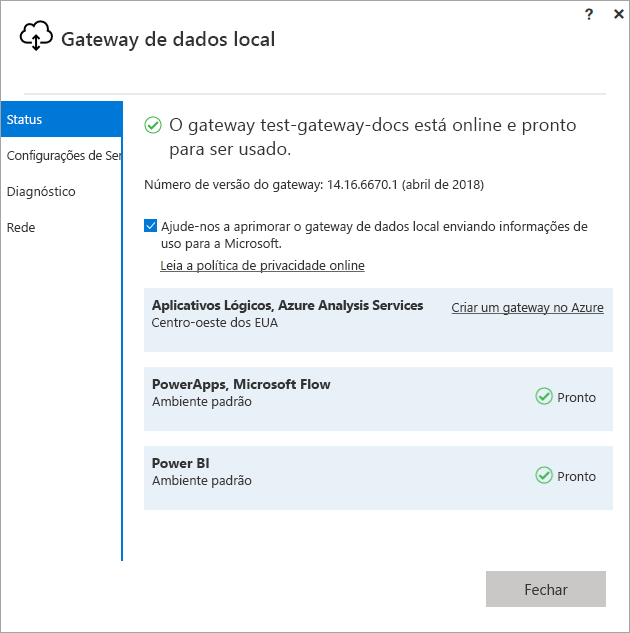 ? ×
Gateway de dados local
Status
Configurações de Ser
Diagnóstico
Rede
O gateway test-gateway-docs está online e pronto
para ser usado.
Número de versão do gateway: 14.16.6670.1 (abril de 2018)
Ajude-nos a aprimorar o gateway de dados local enviando informações de
uso para a Microsoft.
Leia a política de privacidade online
Aplicativos Lógicos, Azure Analysis Services
Criar um gateway no Azure
Centro-oeste dos EUA
PowerApps, Microsoft Flow
Ambiente padrão
Pronto
Power BI
Ambiente padrão
Pronto
Fechar